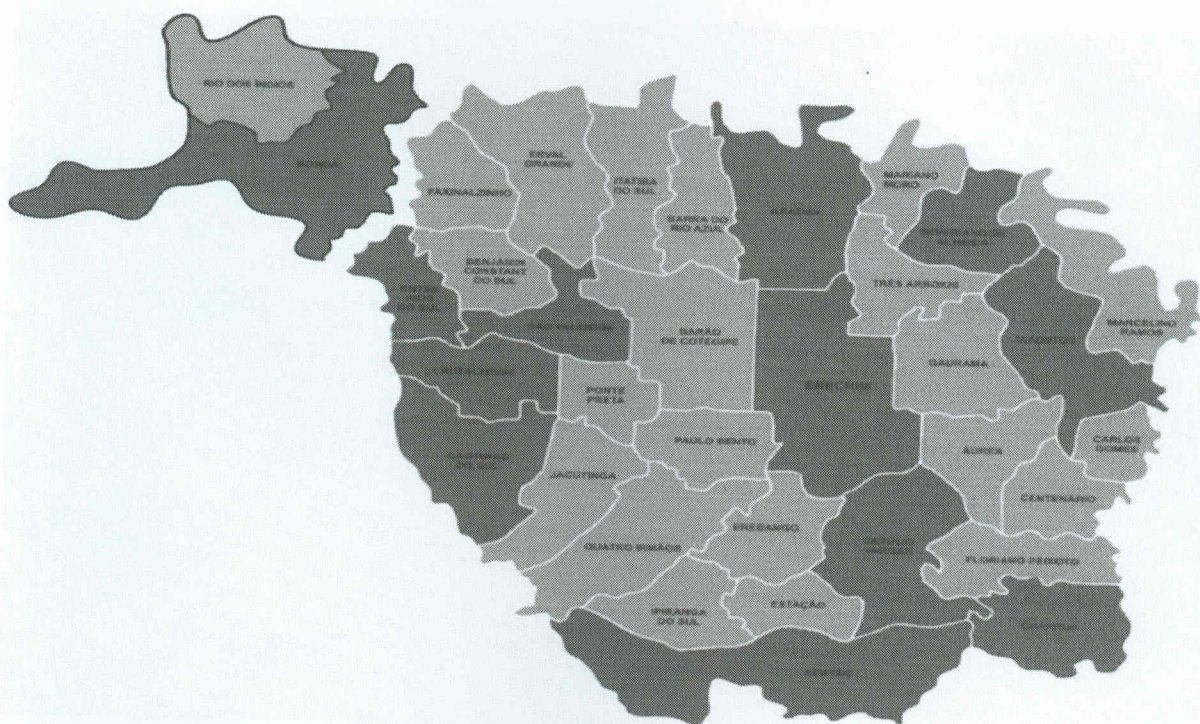 RIO DOS ÍNDIOS
NONOAI
ERVAL
GRANDE
ITATIBA
DO SUL
FAXINALZINHO
BARRA DO
RIO AZUL
ARATIBA
MARIANO
MORO
SEVERIANO DE
ALMEIDA
BENJAMIN
CONSTANT
DO SUL
ENTRE
RIOS
DO SUL
SÃO VALENTIM
BARÃO
DE COTEGIPE
TRÊS ARROIOS
VIADUTOS
MARCELINO
RAMOS
GAURAMA
CRUZALTENSE
PONTE
PRETA
ERECHIM
CAMPINAS
DO SUL
PAULO BENTO
ÁUREA
CARLOS
GOMES
JACUTINGA
CENTENÁRIO
QUATRO IRMÃOS
EREBANGO
GETÚLIO
VARGAS
FLORIANO PEIXOTO
IPIRANGA
DO SUL
ESTAÇÃO
CHARRUA
SERTÃO